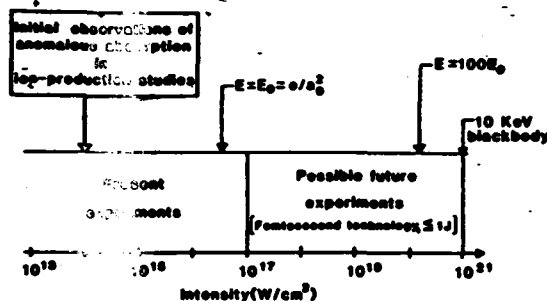 Initial observations of
anomalous absorption
in
ion-production studies
E=E₀=e/a₀²
E=100E₀
10 KeV
blackbody
Present
experiments
Possible future
experiments
[Femtosecond technology, ≤ 1J]
10¹³ 10¹⁵ 10¹⁷ 10¹⁹ 10²¹
Intensity(W/cm²)